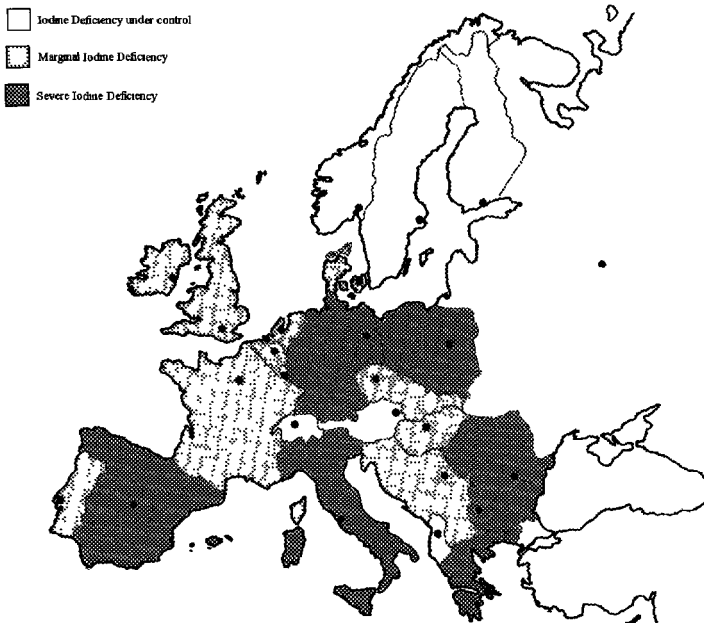 Iodine Deficiency under control
Marginal Iodine Deficiency
Severe Iodine Deficiency